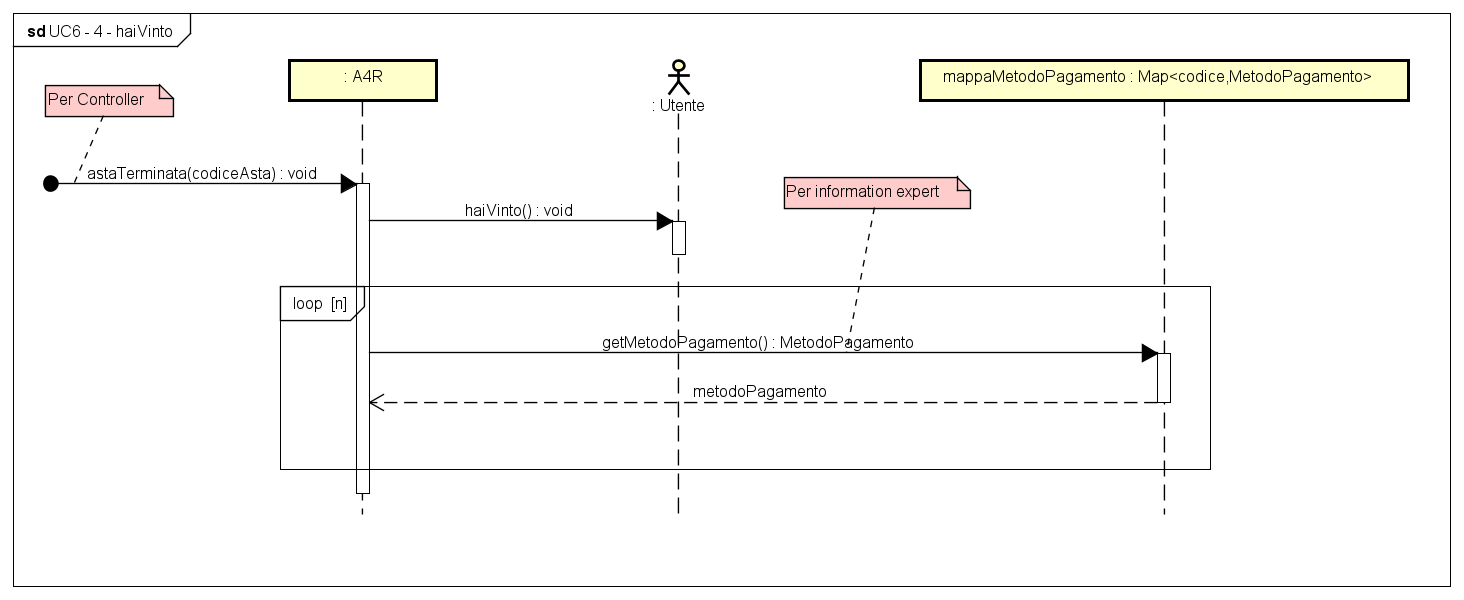 sd UC6 - 4 - haiVinto
: A4R
: Utente
mappaMetodoPagamento : Map<codice,MetodoPagamento>
Per Controller
astaTerminata(codiceAsta) : void
haiVinto() : void
Per information expert
loop [n]
getMetodoPagamento() : MetodoPagamento
metodoPagamento